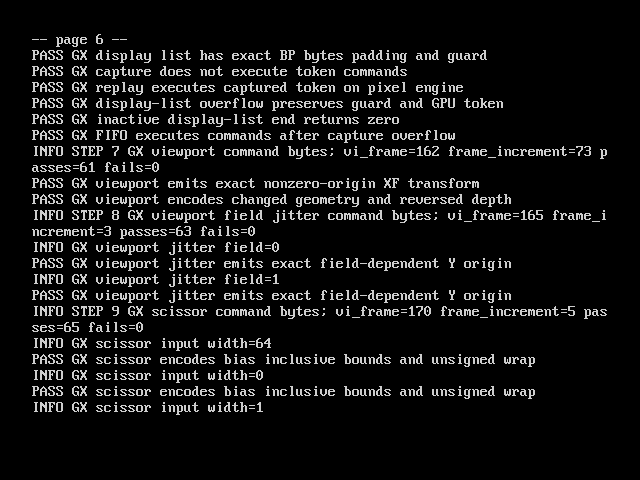 -- page 6 --
PASS GX display list has exact BP bytes padding and guard
PASS GX capture does not execute token commands
PASS GX replay executes captured token on pixel engine
PASS GX display-list overflow preserves guard and GPU token
PASS GX inactive display-list end returns zero
PASS GX FIFO executes commands after capture overflow
INFO STEP 7 GX viewport command bytes; vi_frame=162 frame_increment=73 p
asses=61 fails=0
PASS GX viewport emits exact nonzero-origin XF transform
PASS GX viewport encodes changed geometry and reversed depth
INFO STEP 8 GX viewport field jitter command bytes; vi_frame=165 frame_i
ncrement=3 passes=63 fails=0
INFO GX viewport jitter field=0
PASS GX viewport jitter emits exact field-dependent Y origin
INFO GX viewport jitter field=1
PASS GX viewport jitter emits exact field-dependent Y origin
INFO STEP 9 GX scissor command bytes; vi_frame=170 frame_increment=5 pas
ses=65 fails=0
INFO GX scissor input width=64
PASS GX scissor encodes bias inclusive bounds and unsigned wrap
INFO GX scissor input width=0
PASS GX scissor encodes bias inclusive bounds and unsigned wrap
INFO GX scissor input width=1